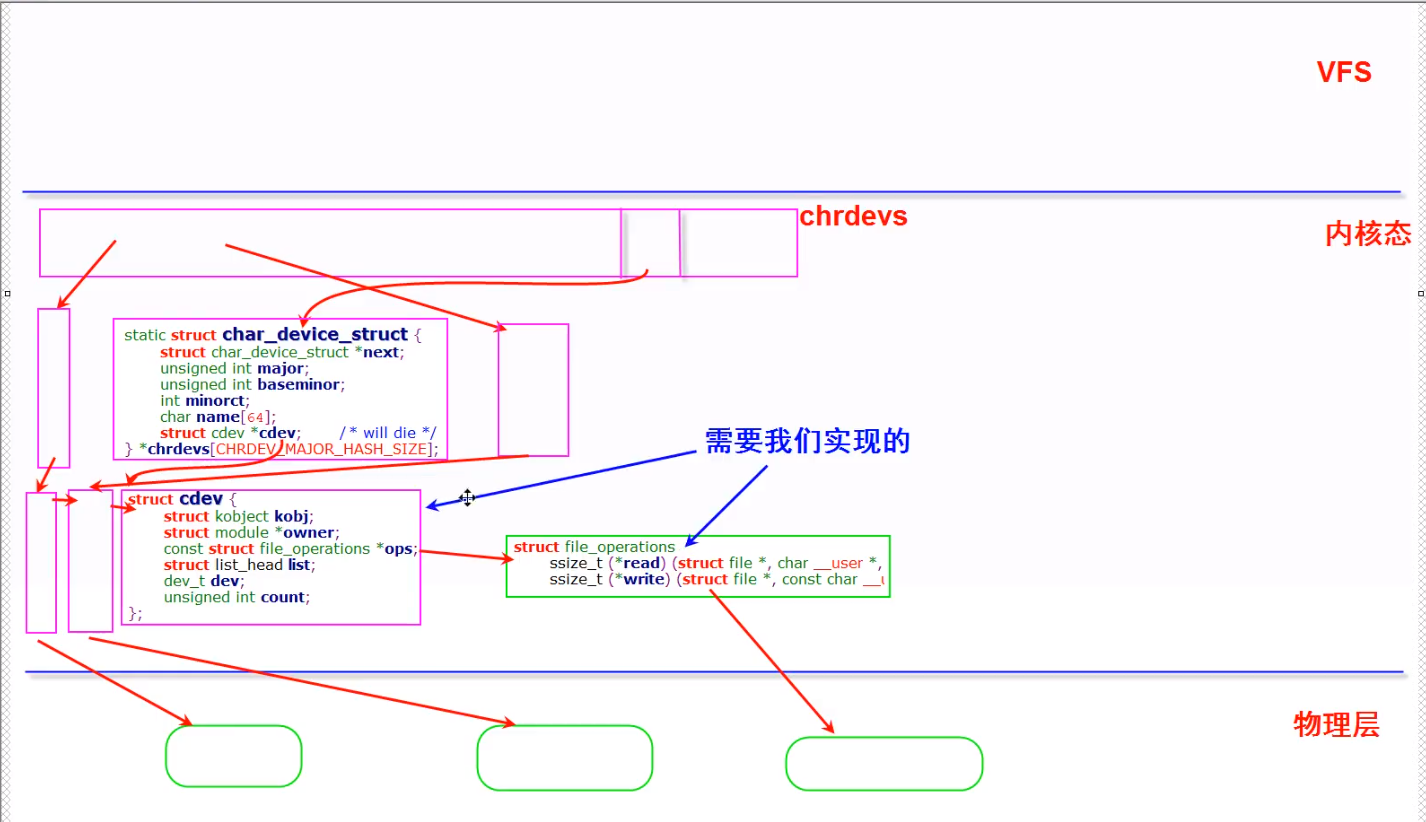 VFS
chrdevs
内核态
static struct char_device_struct {
struct char_device_struct *next;
unsigned int major;
unsigned int baseminor;
int minorct;
char name[64];
struct cdev *cdev; /* will die */
} *chrdevs[CHRDEV_MAJOR_HASH_SIZE];
需要我们实现的
struct cdev {
struct kobject kobj;
struct module *owner;
const struct file_operations *ops;
struct list_head list;
dev_t dev;
unsigned int count;
};
struct file_operations
ssize_t (*read) (struct file *, char __user *,
ssize_t (*write) (struct file *, const char __u
物理层